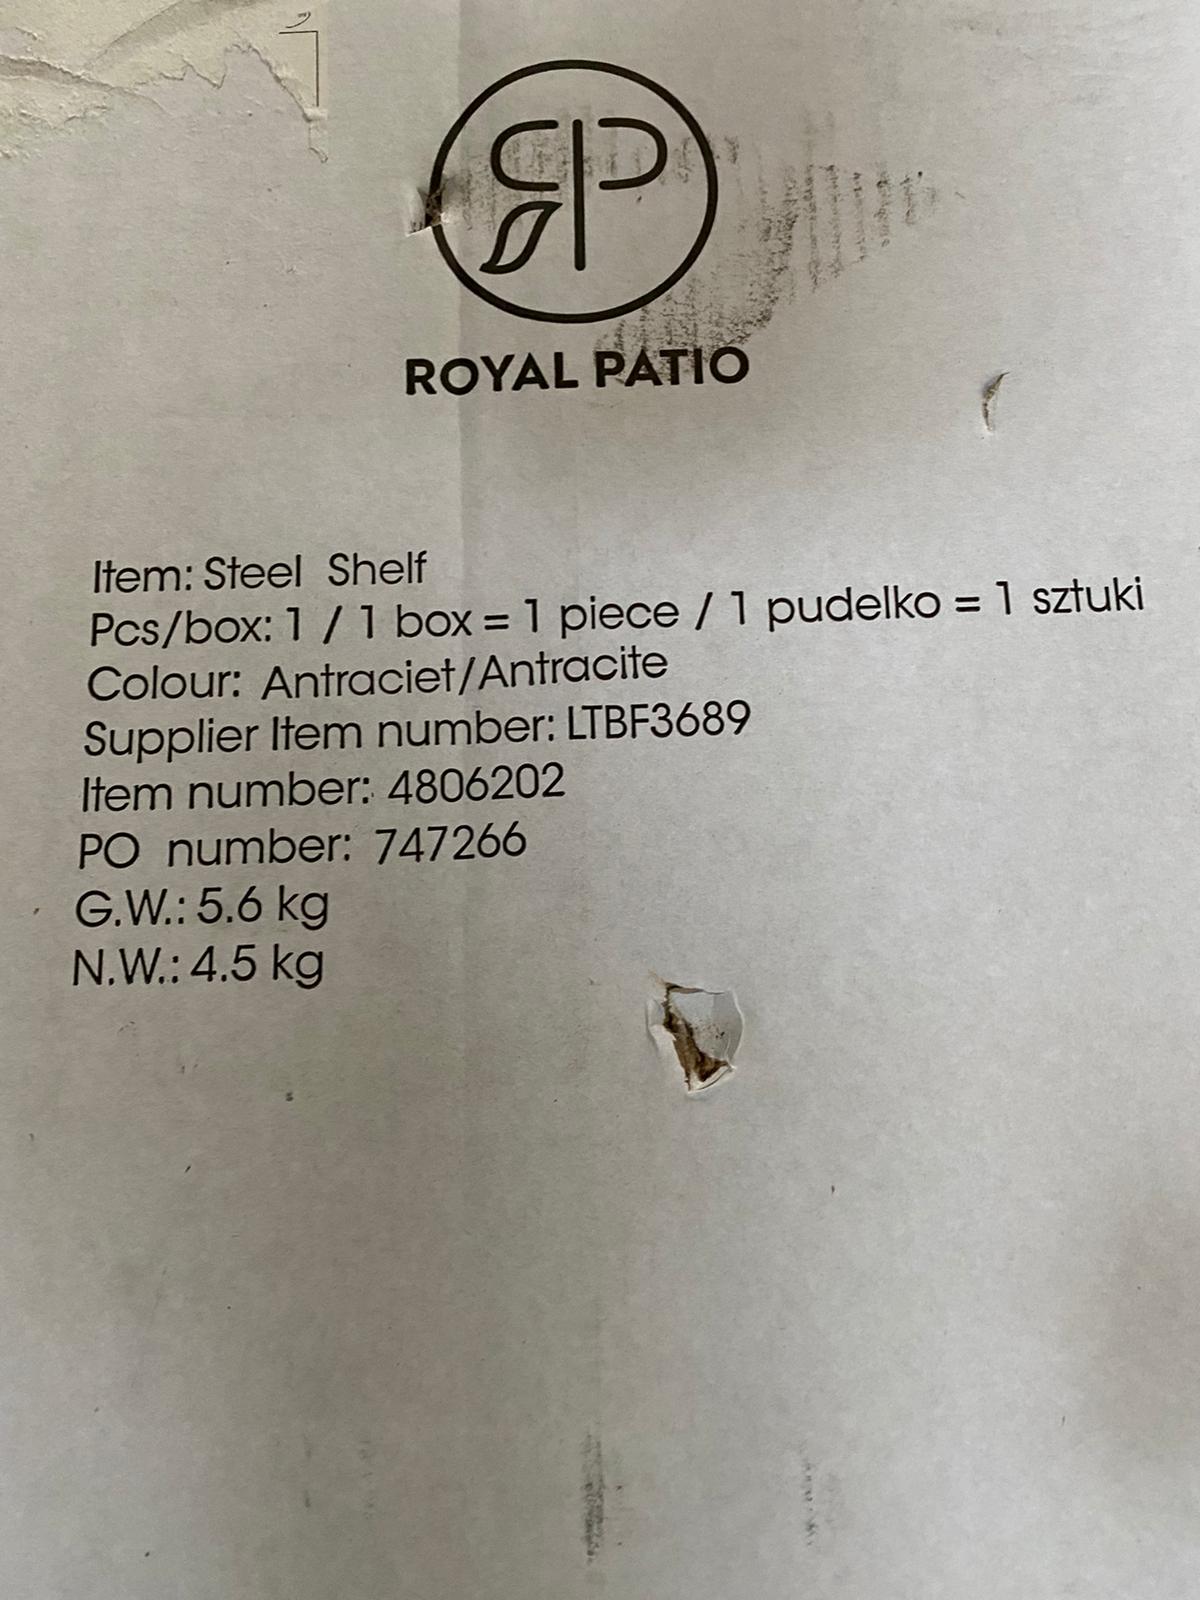 RP
ROYAL PATIO
Item: Steel Shelf
Pcs/box: 1 / 1 box = 1 piece / 1 pudelko = 1 sztuki
Colour: Antraciet/Antracite
Supplier Item number: LTBF3689
Item number: 4806202
PO number: 747266
G.W.: 5.6 kg
N.W.: 4.5 kg